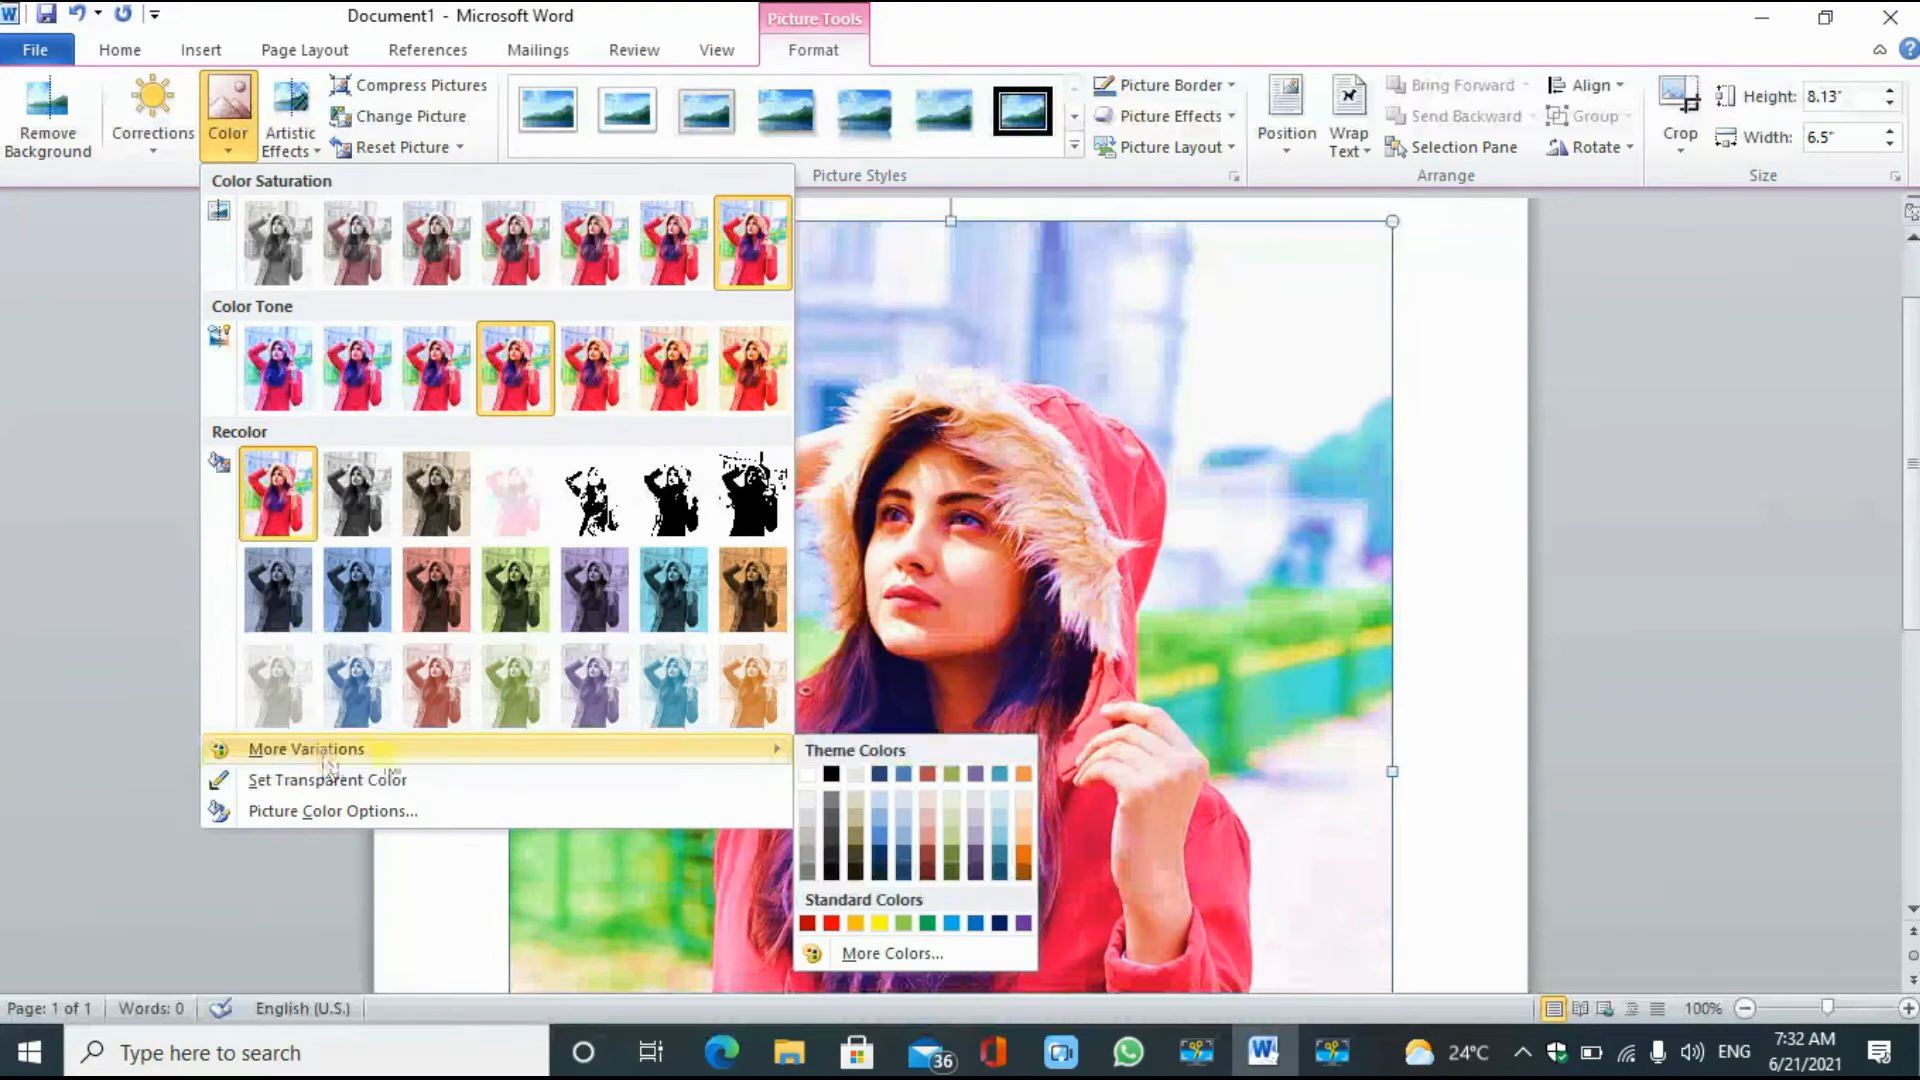 Document1 - Microsoft Word
Picture Tools
File Home Insert Page Layout References Mailings Review View Format
Remove Background
Corrections
Color
Artistic Effects
Compress Pictures
Change Picture
Reset Picture
Picture Border
Picture Effects
Picture Layout
Position
Wrap Text
Bring Forward
Send Backward
Selection Pane
Align
Group
Rotate
Crop
Height: 8.13"
Width: 6.5"
Picture Styles
Arrange
Size
Color Saturation
Color Tone
Recolor
More Variations
Set Transparent Color
Picture Color Options...
Theme Colors
Standard Colors
More Colors...
Page: 1 of 1 Words: 0 English (U.S.) 100%
Type here to search
36
24°C
ENG
7:32 AM
6/21/2021